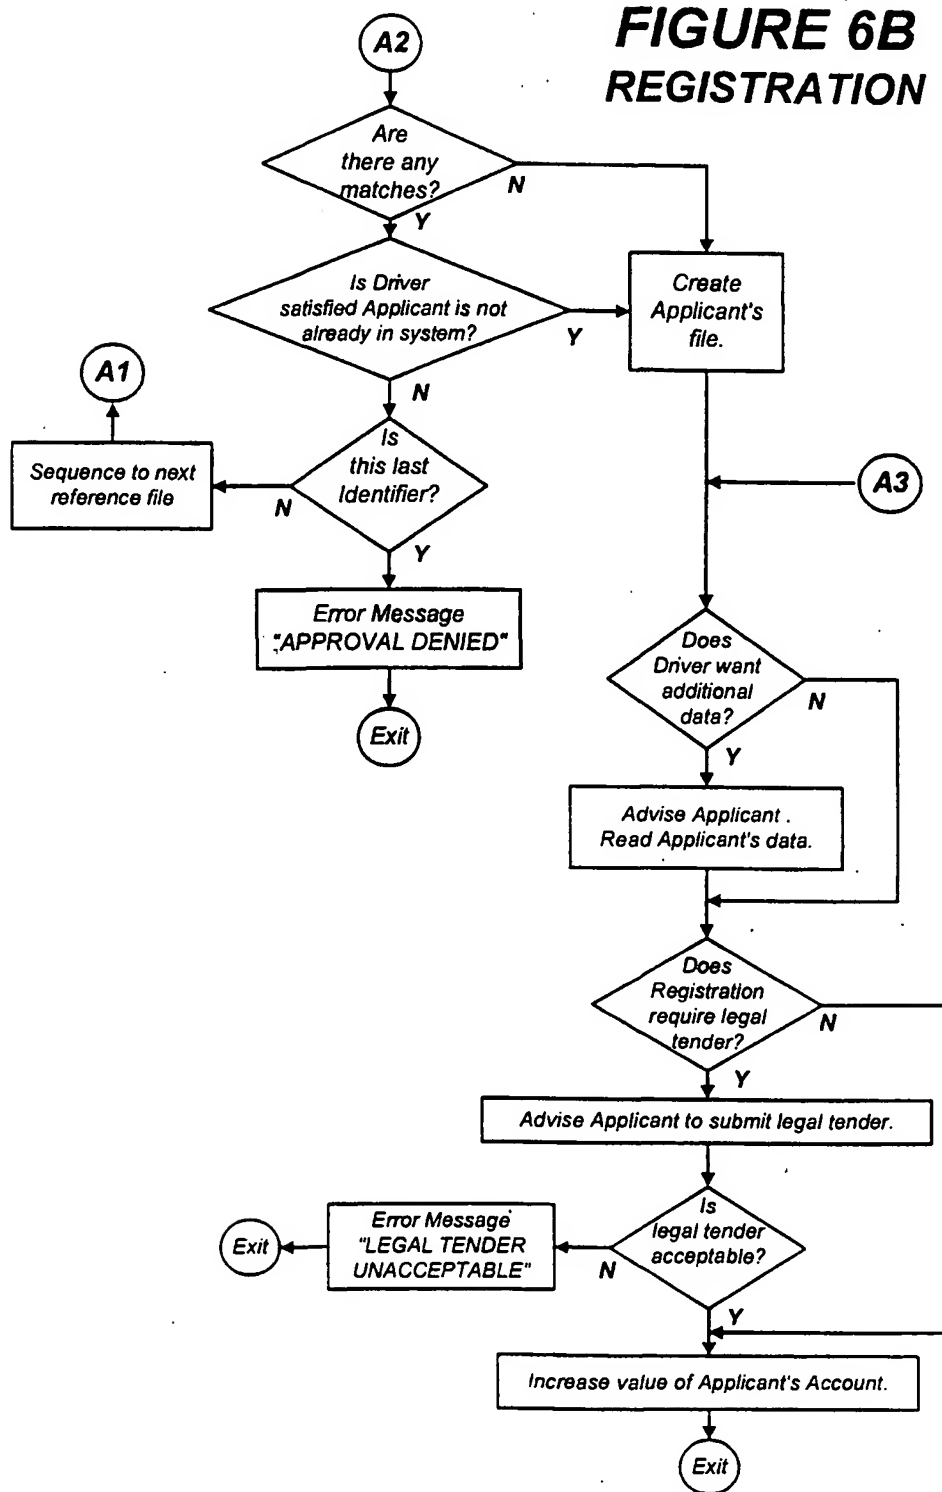 FIGURE 6B
REGISTRATION
A2
Are
there any
matches?
N
Y
Is Driver
satisfied Applicant is not
already in system?
Y
N
Create
Applicant's
file.
A1
Is
this last
Identifier?
N
Y
Sequence to next
reference file
A3
Error Message
"APPROVAL DENIED"
Exit
Does
Driver want
additional
data?
N
Y
Advise Applicant.
Read Applicant's data.
Does
Registration
require legal
tender?
N
Y
Advise Applicant to submit legal tender.
Is
legal tender
acceptable?
N
Y
Error Message
"LEGAL TENDER
UNACCEPTABLE"
Exit
Increase value of Applicant's Account.
Exit